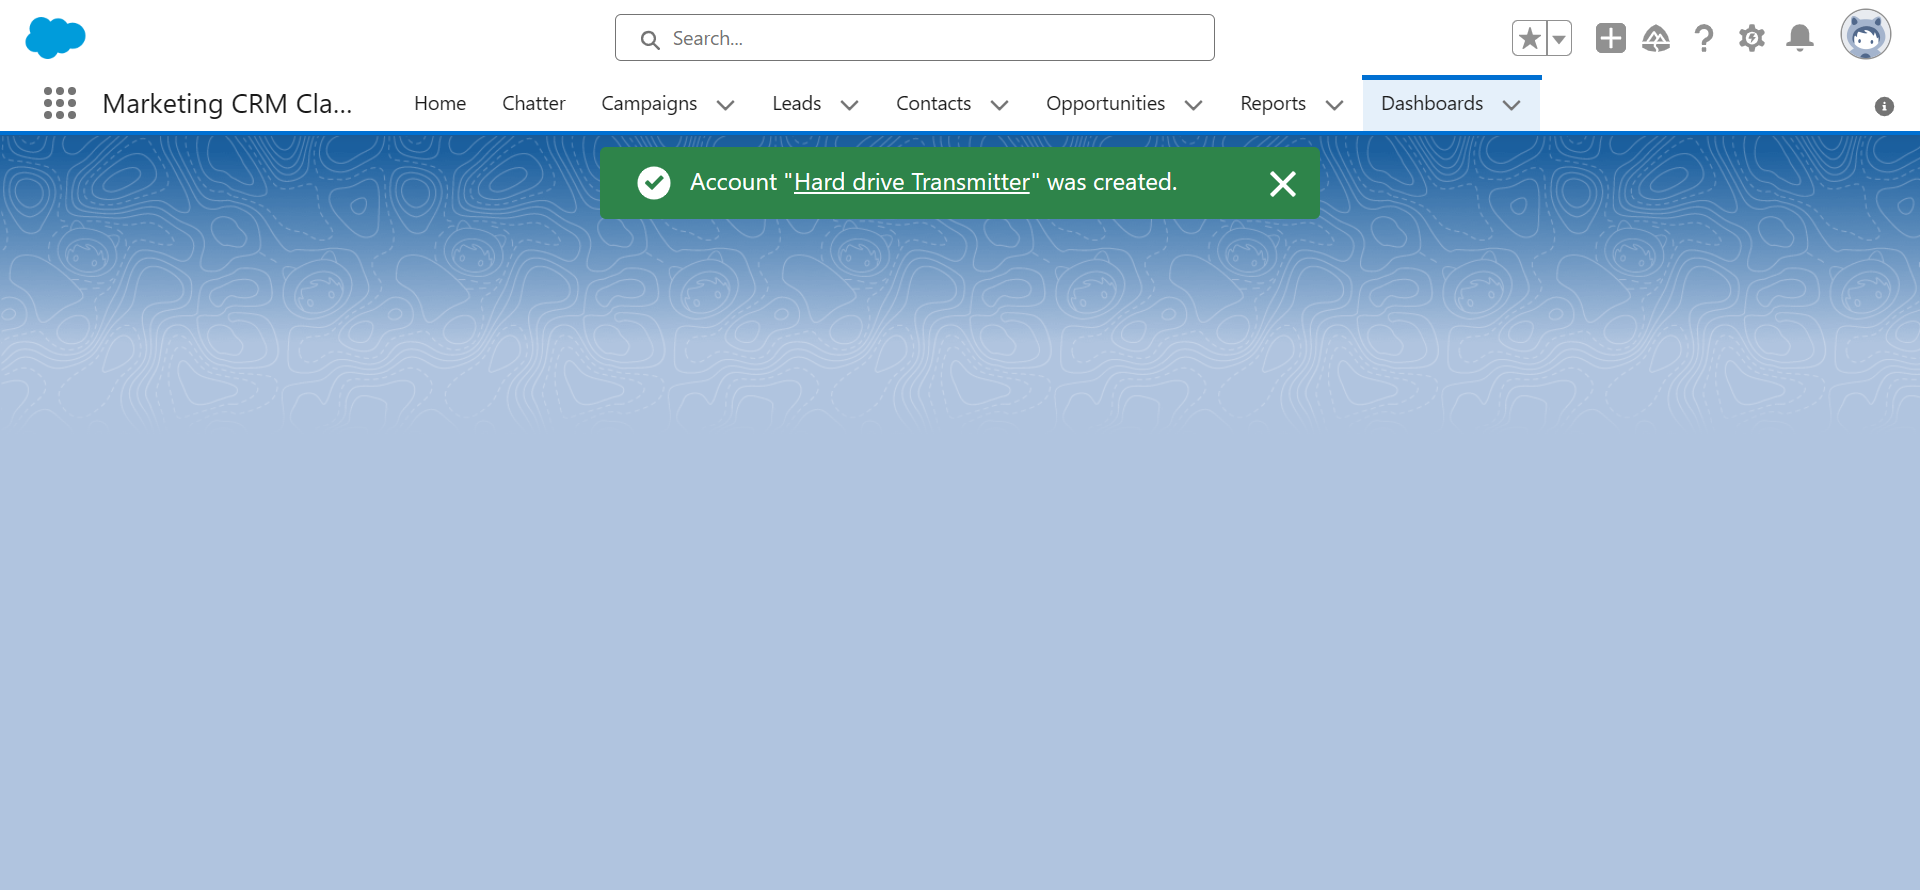 Search...
Marketing CRM Cla...
Home
Chatter
Campaigns
Leads
Contacts
Opportunities
Reports
Dashboards
Account "Hard drive Transmitter" was created.